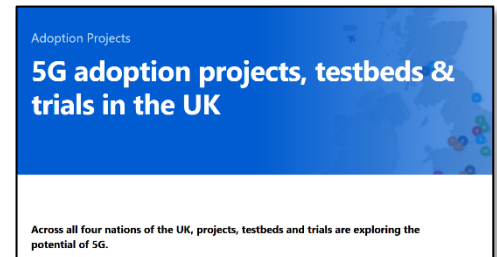 Adoption Projects
5G adoption projects, testbeds &
trials in the UK
Across all four nations of the UK, projects, testbeds and trials are exploring the
potential of 5G.